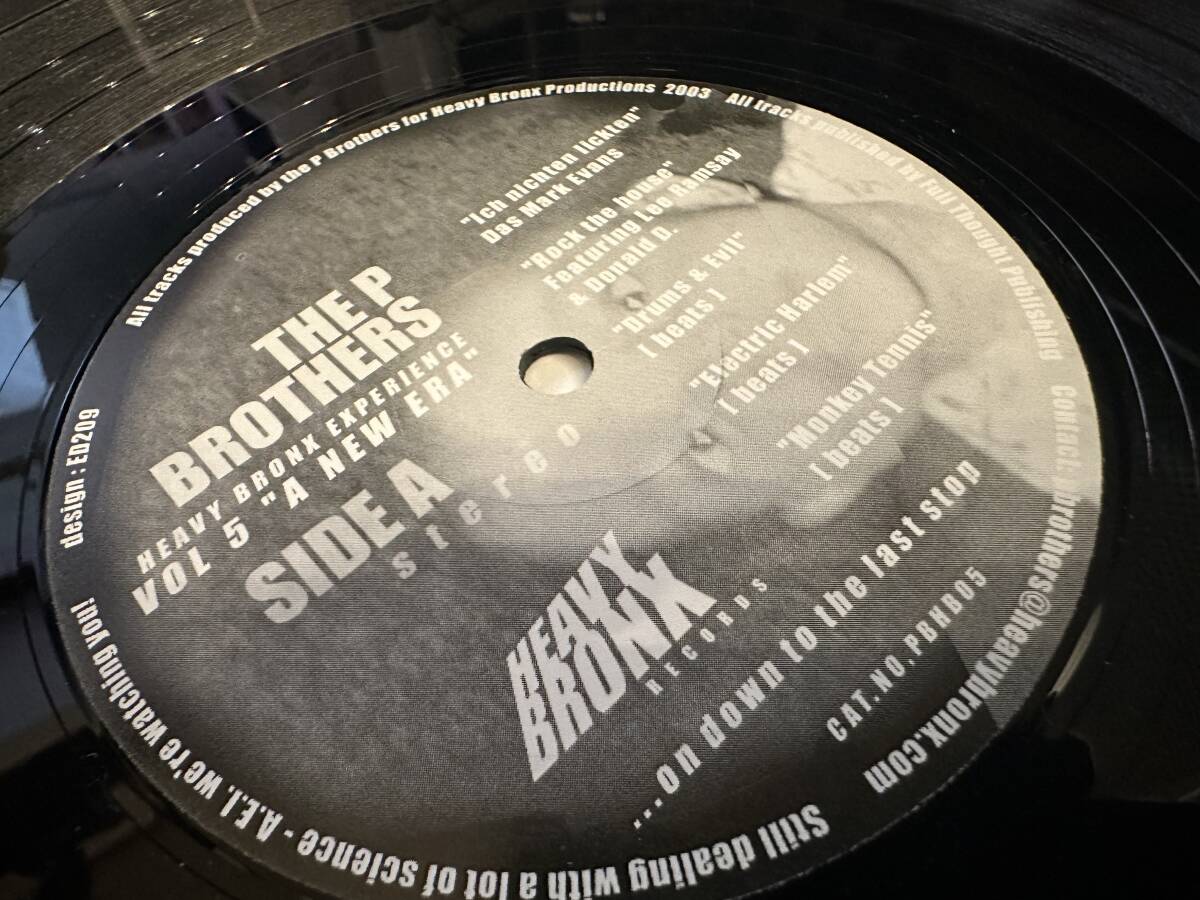 All tracks produced by the P Brothers for Heavy Bronx Productions 2003 All tracks published by Full Thought Publishing Contact: pbrothers@heavybronx.com
THE P
BROTHERS
HEAVY BRONX EXPERIENCE
VOL 5 "A NEW ERA"
SIDE A
stereo
"Ich nichten lickten"
Das Mark Evans
"Rock the house"
Featuring Lee Ramsay
& Donald D.
"Drums & Evil"
[ beats ]
"Electric Harlem"
[ beats ]
"Monkey Tennis"
[ beats ]
HEAVY
BRONX
RECORDS
...on down to the last stop
CAT.NO.PBHB05
Still dealing with a lot of science - A.E.I. we're watching you!
design : ED209